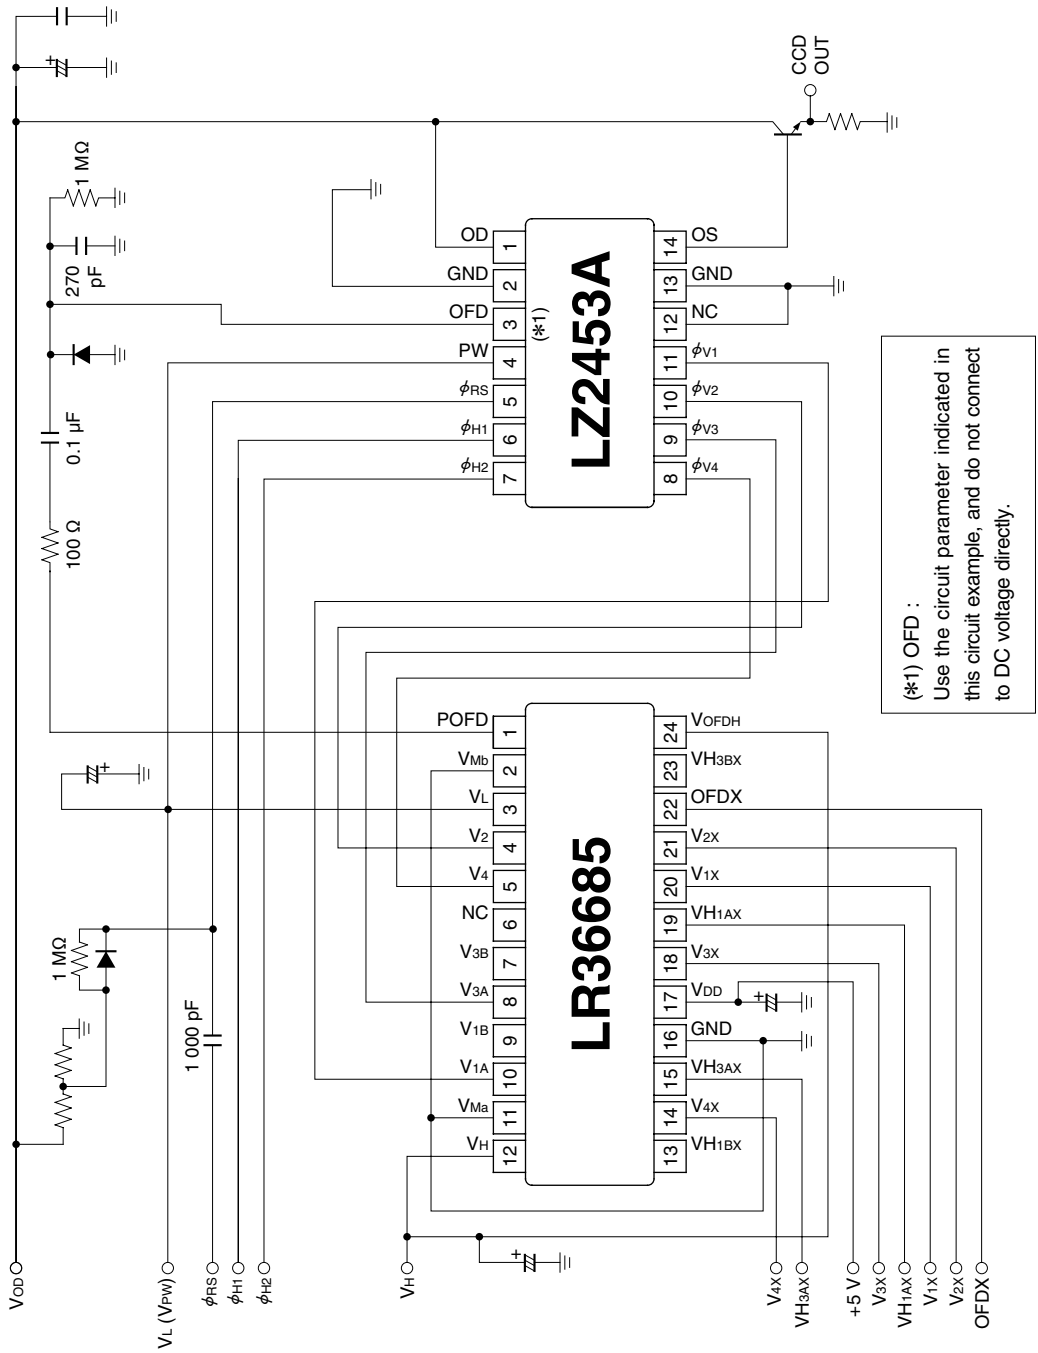 VOD
VL (VPW)
ϕRS
ϕH1
ϕH2
VH
V4X
VH3AX
+5 V
V3X
VH1AX
V1X
V2X
OFDX
1 MΩ
1 000 pF
+
+
+
+
+
100 Ω
0.1 µF
270
pF
1 MΩ
CCD
OUT
LR36685
POFD 1
VMb 2
VL 3
V2 4
V4 5
NC 6
V3B 7
V3A 8
V1B 9
V1A 10
VMa 11
VH 12
13 VH1BX
14 V4X
15 VH3AX
16 GND
17 VDD
18 V3X
19 VH1AX
20 V1X
21 V2X
22 OFDX
23 VH3BX
24 VOFDH
LZ2453A
(*1)
OD 1
GND 2
OFD 3
PW 4
ϕRS 5
ϕH1 6
ϕH2 7
8 ϕV4
9 ϕV3
10 ϕV2
11 ϕV1
12 NC
13 GND
14 OS
(*1) OFD :
Use the circuit parameter indicated in
this circuit example, and do not connect
to DC voltage directly.